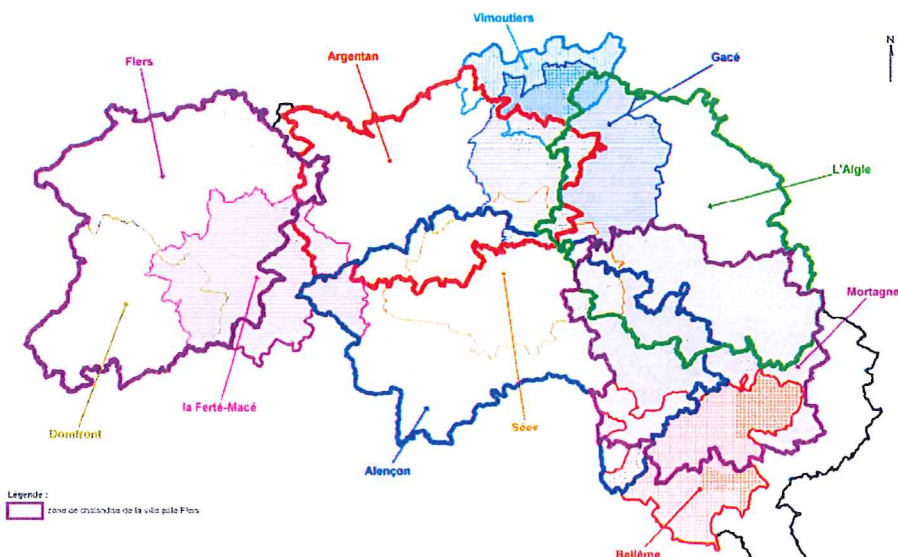 Vimoutiers
N
Flers
Argentan
Gacé
L'Aigle
Mortagne
la Ferté-Macé
Domfront
Sées
Alençon
Bellême
Légende :
zone de chalandise de la ville pôle Flers